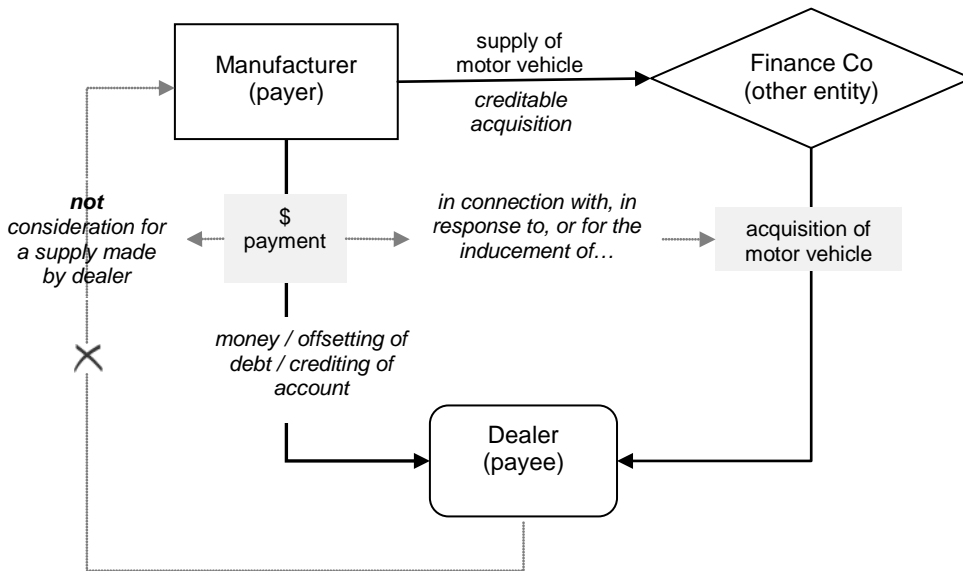 Manufacturer
(payer)
supply of
motor vehicle
creditable
acquisition
Finance Co
(other entity)
not
consideration for
a supply made
by dealer
$
payment
in connection with, in
response to, or for the
inducement of…
acquisition of
motor vehicle
money / offsetting of
debt / crediting of
account
Dealer
(payee)